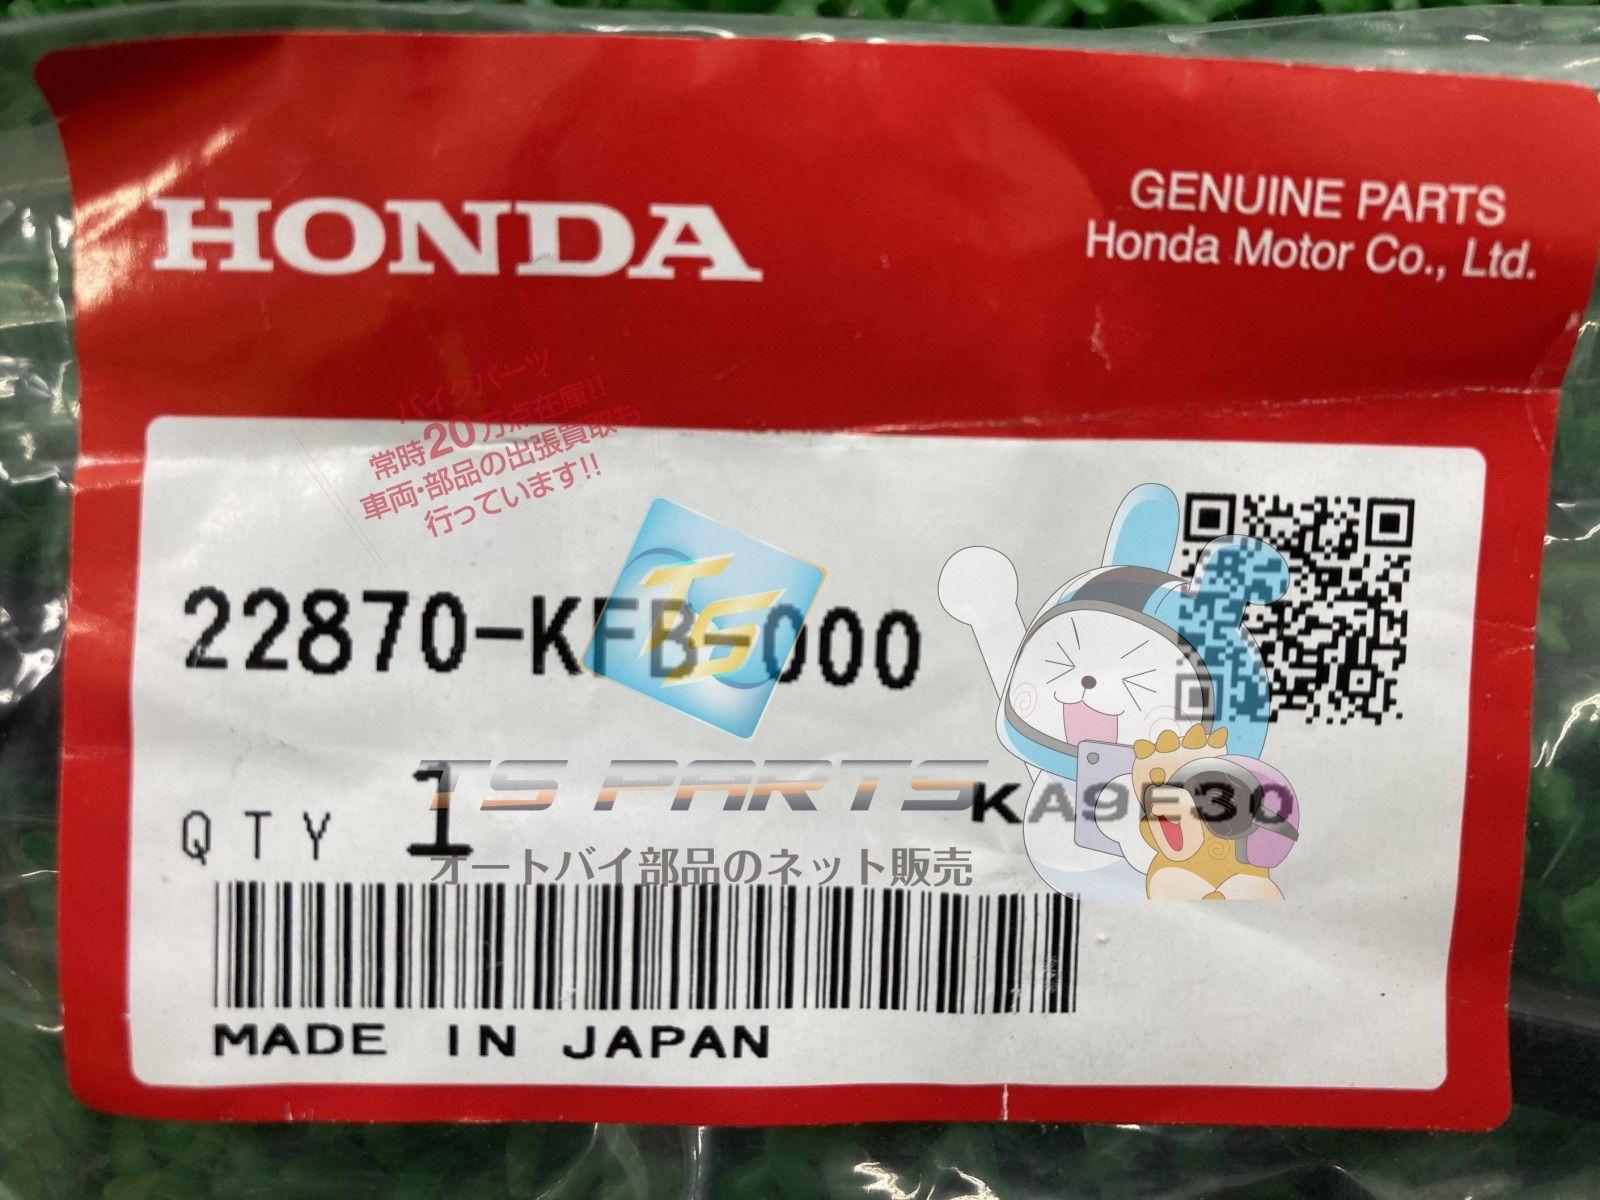 HONDA
GENUINE PARTS
Honda Motor Co., Ltd.
バイクパーツ
常時20万点在庫!!
車両・部品の出張買取も
行っています!!
22870-KFB-000
TS
TS PARTS
QTY 1
KA9E30
オートバイ部品のネット販売
MADE IN JAPAN